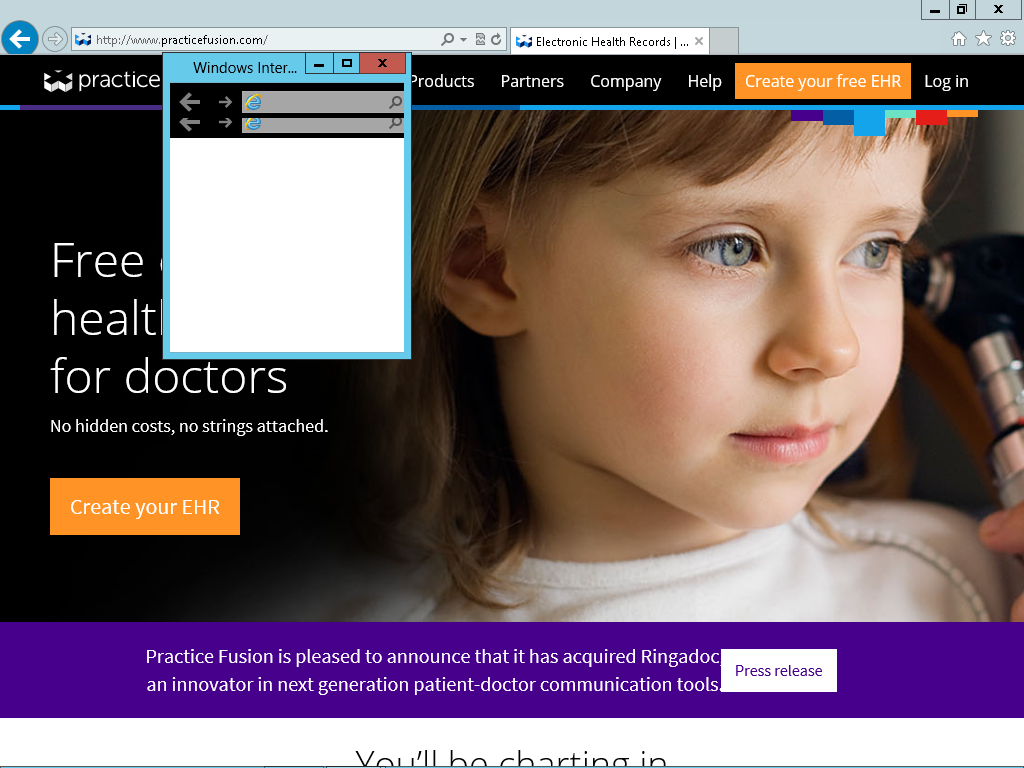 http://www.practicefusion.com/
Electronic Health Records | ...
Windows Inter...
practice
Products
Partners
Company
Help
Create your free EHR
Log in
Free
healt
for doctors
No hidden costs, no strings attached.
Create your EHR
Practice Fusion is pleased to announce that it has acquired Ringadoc,
an innovator in next generation patient-doctor communication tools.
Press release
You'll be charting in